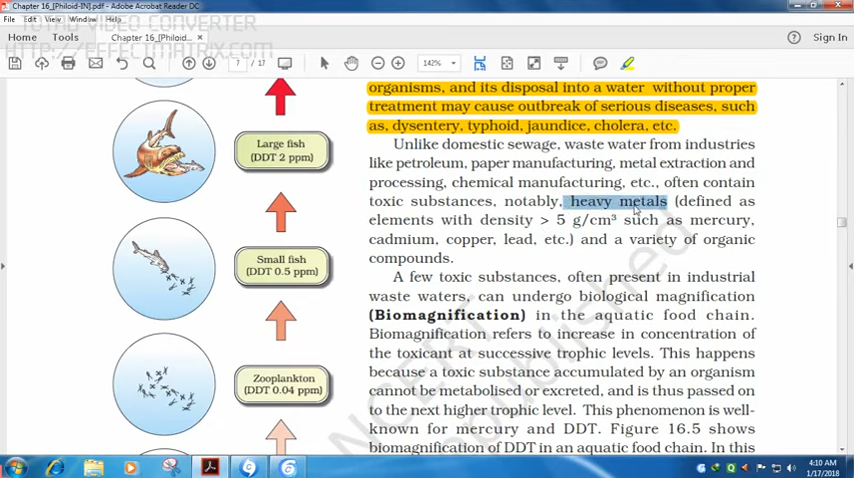 Chapter 16_[Philoid-IN].pdf - Adobe Acrobat Reader DC
File Edit View Window Help
TOTAL VIDEO CONVERTER
HTTP://EFFECTMATRIX.COM
Home Tools Chapter 16_[Philoid... × Sign In
7 / 17 142%
Large fish
(DDT 2 ppm)
Small fish
(DDT 0.5 ppm)
Zooplankton
(DDT 0.04 ppm)
organisms, and its disposal into a water without proper
treatment may cause outbreak of serious diseases, such
as, dysentery, typhoid, jaundice, cholera, etc.
Unlike domestic sewage, waste water from industries
like petroleum, paper manufacturing, metal extraction and
processing, chemical manufacturing, etc., often contain
toxic substances, notably, heavy metals (defined as
elements with density > 5 g/cm³ such as mercury,
cadmium, copper, lead, etc.) and a variety of organic
compounds.
A few toxic substances, often present in industrial
waste waters, can undergo biological magnification
(Biomagnification) in the aquatic food chain.
Biomagnification refers to increase in concentration of
the toxicant at successive trophic levels. This happens
because a toxic substance accumulated by an organism
cannot be metabolised or excreted, and is thus passed on
to the next higher trophic level. This phenomenon is well-
known for mercury and DDT. Figure 16.5 shows
biomagnification of DDT in an aquatic food chain. In this
NCERT
published
4:10 AM
1/17/2018